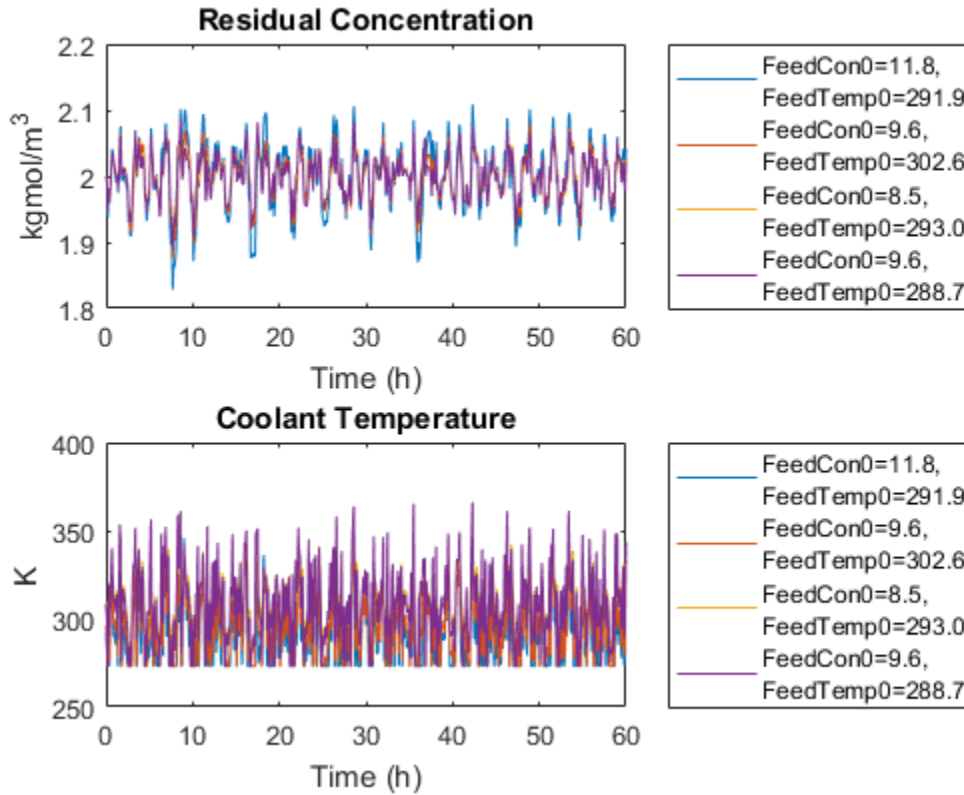 Residual Concentration
2.2
2.1
2
1.9
1.8
kgmol/m³
0 10 20 30 40 50 60
Time (h)
FeedCon0=11.8,
FeedTemp0=291.9
FeedCon0=9.6,
FeedTemp0=302.6
FeedCon0=8.5,
FeedTemp0=293.0
FeedCon0=9.6,
FeedTemp0=288.7
Coolant Temperature
400
350
300
250
K
0 10 20 30 40 50 60
Time (h)
FeedCon0=11.8,
FeedTemp0=291.9
FeedCon0=9.6,
FeedTemp0=302.6
FeedCon0=8.5,
FeedTemp0=293.0
FeedCon0=9.6,
FeedTemp0=288.7